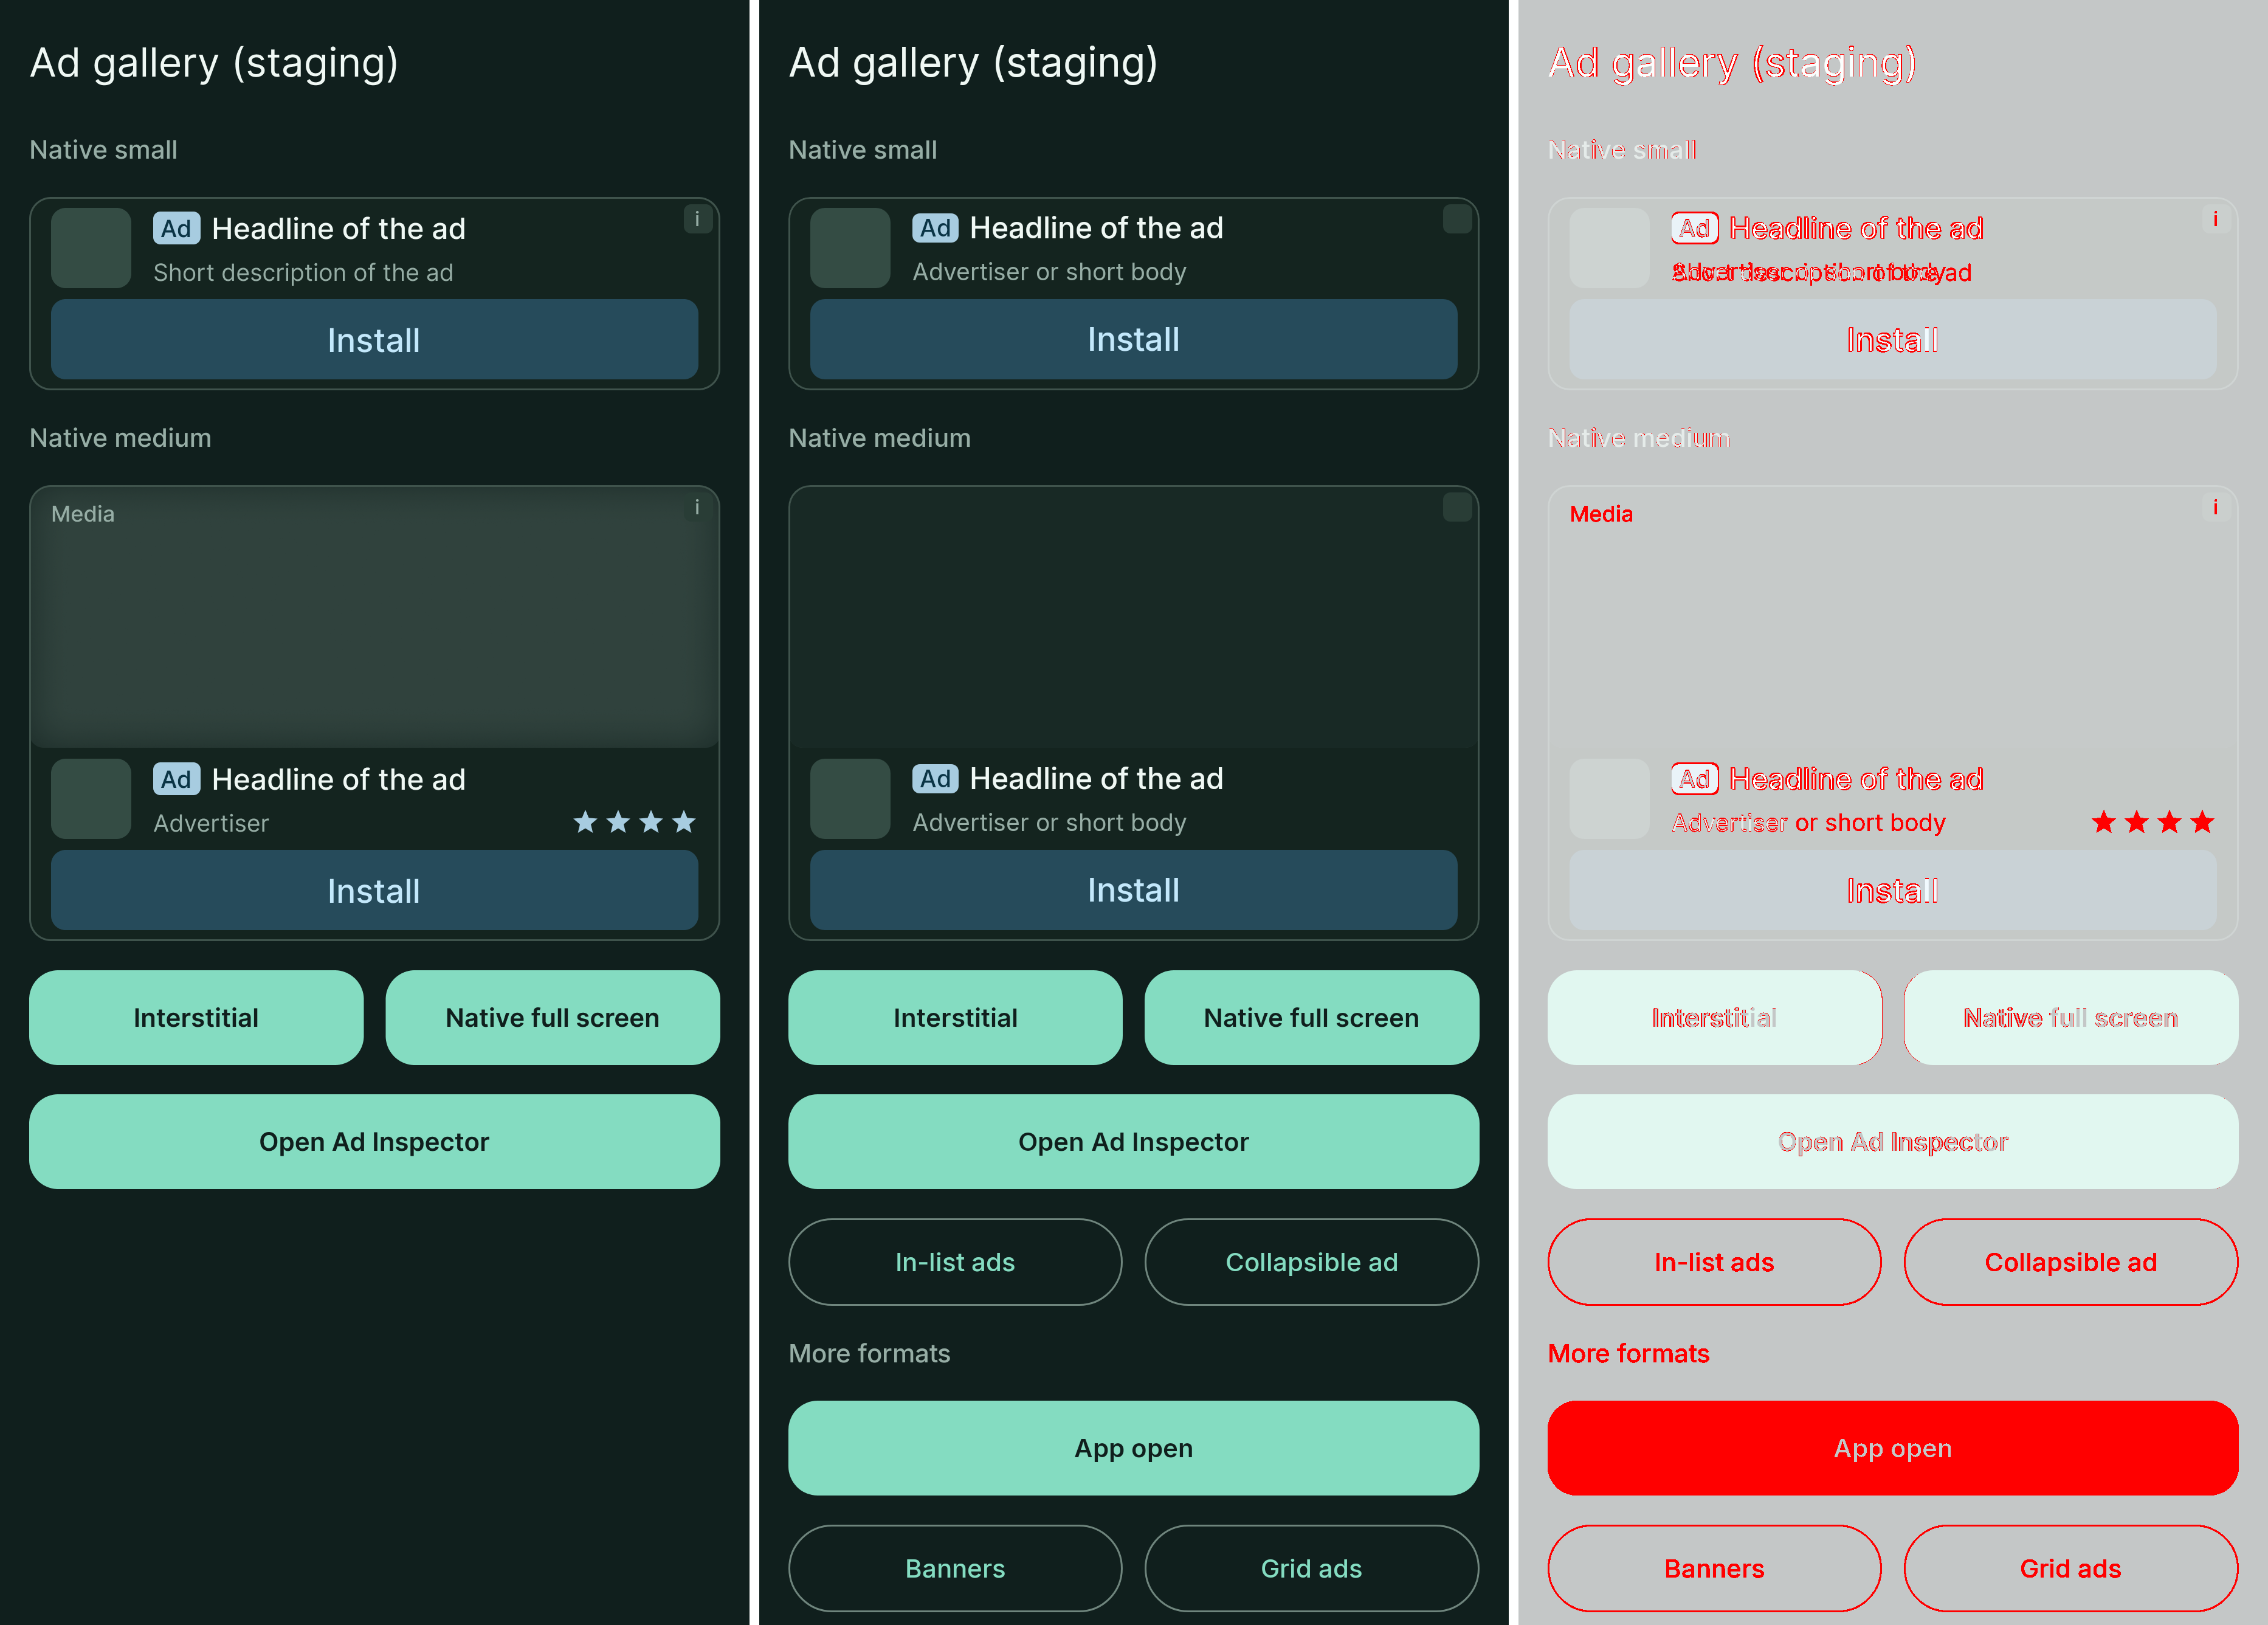 Ad gallery (staging)
Native small
Ad Headline of the ad
i
Short description of the ad
Install
Native medium
Media
i
Ad Headline of the ad
Advertiser
Install
Interstitial
Native full screen
Open Ad Inspector
Ad gallery (staging)
Native small
Ad Headline of the ad
Advertiser or short body
Install
Native medium
Ad Headline of the ad
Advertiser or short body
Install
Interstitial
Native full screen
Open Ad Inspector
In-list ads
Collapsible ad
More formats
App open
Banners
Grid ads
Ad gallery (staging)
Native small
Ad Headline of the ad
i
Install
Native medium
Media
i
Ad Headline of the ad
Advertiser or short body
Install
Interstitial
Native full screen
Open Ad Inspector
In-list ads
Collapsible ad
More formats
App open
Banners
Grid ads